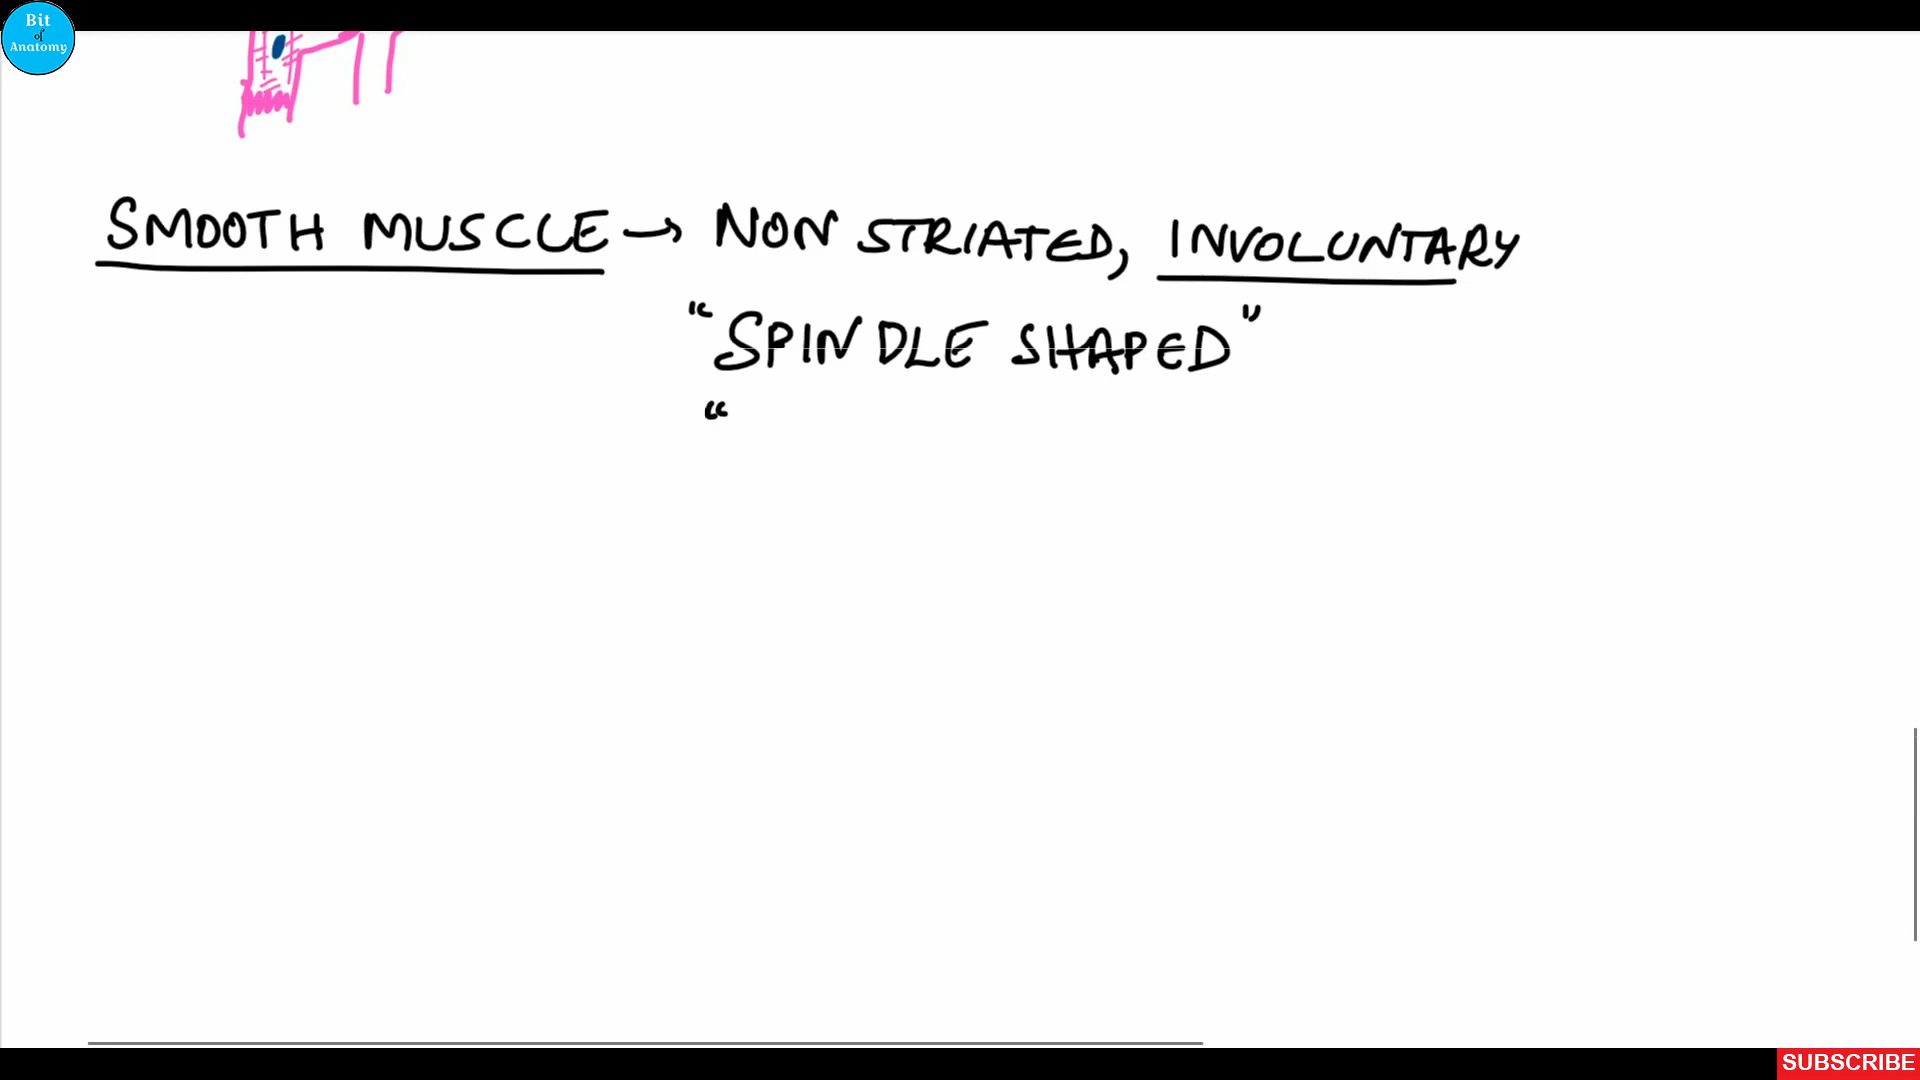 Bit
of
Anatomy
SMOOTH MUSCLE → NON STRIATED, INVOLUNTARY
"SPINDLE SHAPED"
"
SUBSCRIBE